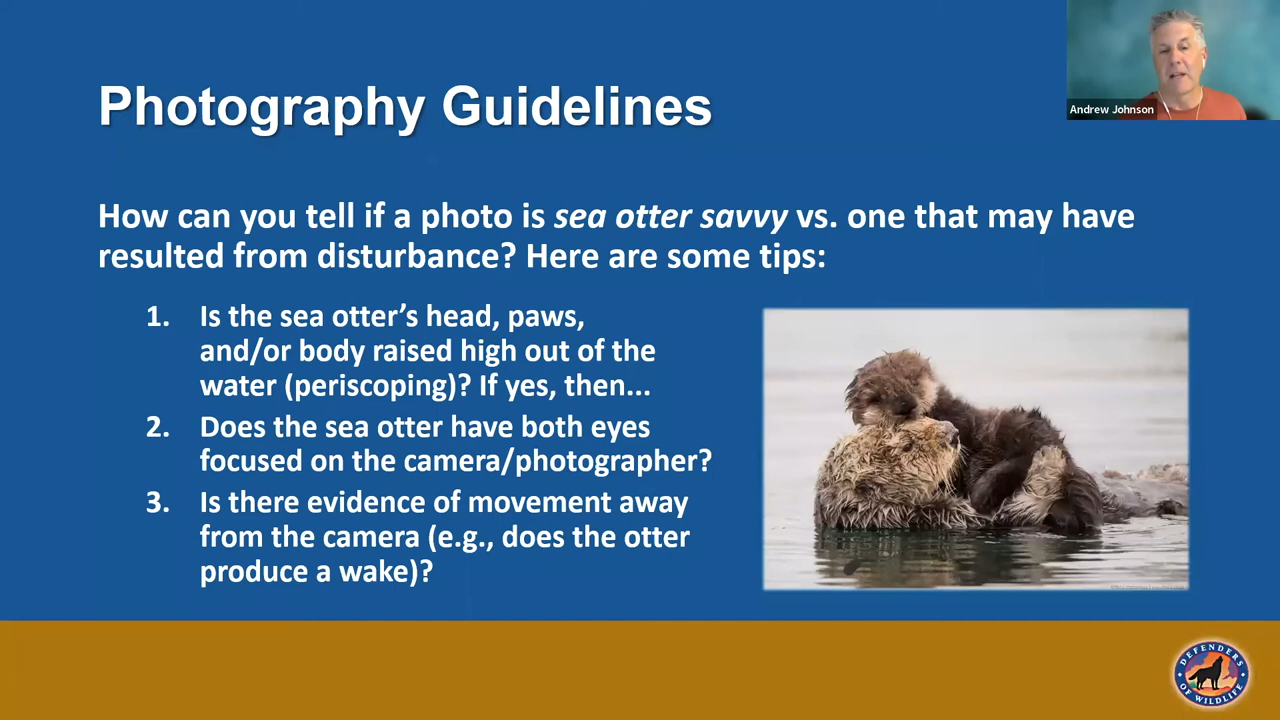 Andrew Johnson
Photography Guidelines
How can you tell if a photo is sea otter savvy vs. one that may have
resulted from disturbance? Here are some tips:
1. Is the sea otter’s head, paws,
and/or body raised high out of the
water (periscoping)? If yes, then...
2. Does the sea otter have both eyes
focused on the camera/photographer?
3. Is there evidence of movement away
from the camera (e.g., does the otter
produce a wake)?
DEFENDERS
OF WILDLIFE